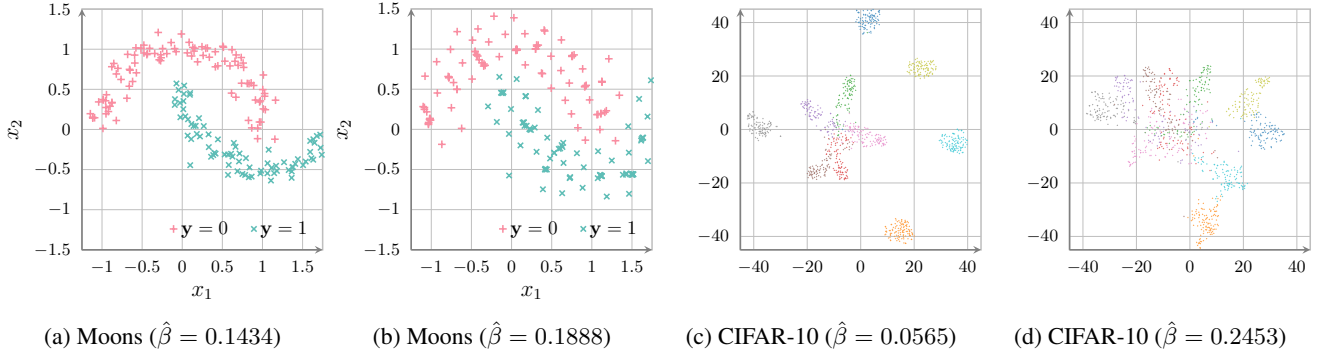 1.5
1
0.5
0
−0.5
−1
−1.5
x₂
−1 −0.5 0 0.5 1 1.5
x₁
y = 0 y = 1
1.5
1
0.5
0
−0.5
−1
−1.5
x₂
−1 −0.5 0 0.5 1 1.5
x₁
y = 0 y = 1
40
20
0
−20
−40
−40 −20 0 20 40
40
20
0
−20
−40
−40 −20 0 20 40
(a) Moons (β̂ = 0.1434)
(b) Moons (β̂ = 0.1888)
(c) CIFAR-10 (β̂ = 0.0565)
(d) CIFAR-10 (β̂ = 0.2453)